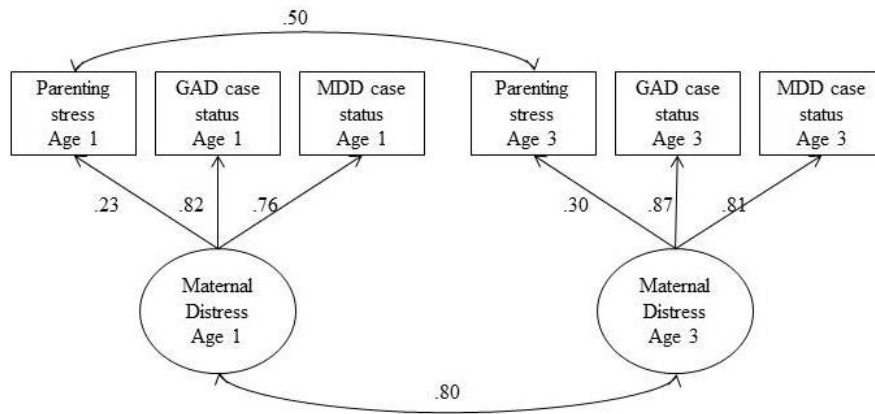 .50
Parenting
stress
Age 1
GAD case
status
Age 1
MDD case
status
Age 1
Parenting
stress
Age 3
GAD case
status
Age 3
MDD case
status
Age 3
.23
.82
.76
.30
.87
.81
Maternal
Distress
Age 1
Maternal
Distress
Age 3
.80